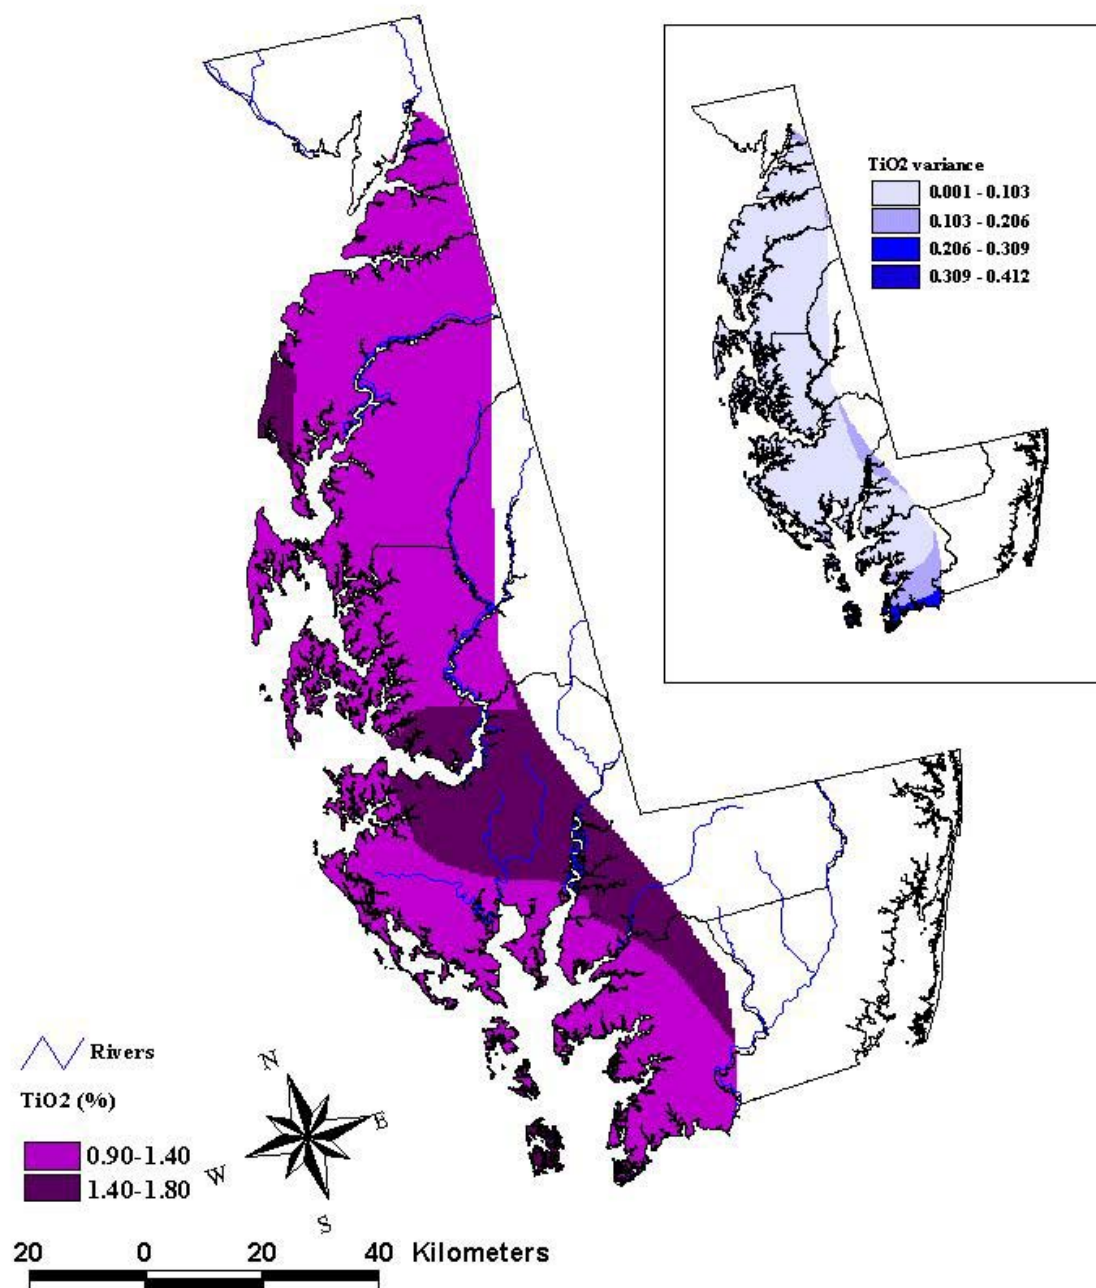 TiO2 variance
0.001 - 0.103
0.103 - 0.206
0.206 - 0.309
0.309 - 0.412
Rivers
TiO2 (%)
0.90-1.40
1.40-1.80
N
E
W
S
20 0 20 40 Kilometers